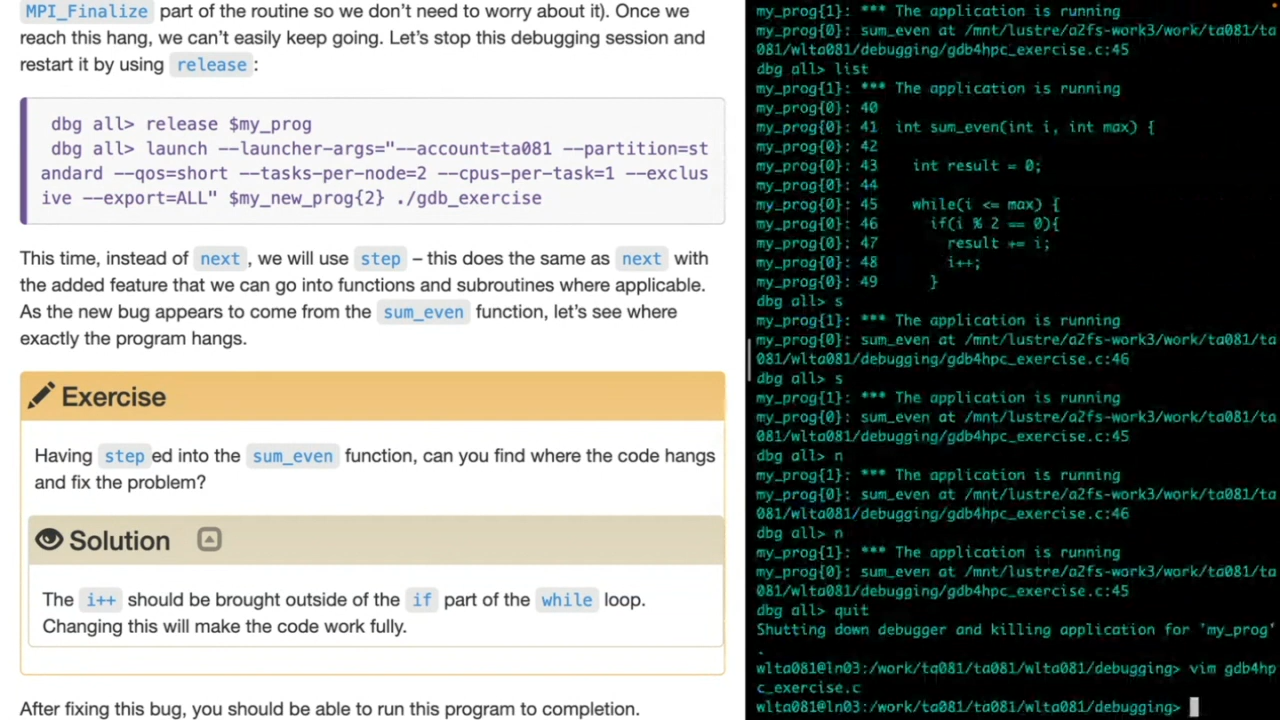 MPI_Finalize part of the routine so we don't need to worry about it). Once we
reach this hang, we can't easily keep going. Let's stop this debugging session and
restart it by using release :
dbg all> release $my_prog
dbg all> launch --launcher-args="--account=ta081 --partition=st
andard --qos=short --tasks-per-node=2 --cpus-per-task=1 --exclus
ive --export=ALL" $my_new_prog{2} ./gdb_exercise
This time, instead of next , we will use step – this does the same as next with
the added feature that we can go into functions and subroutines where applicable.
As the new bug appears to come from the sum_even function, let's see where
exactly the program hangs.
Exercise
Having step ed into the sum_even function, can you find where the code hangs
and fix the problem?
Solution
The i++ should be brought outside of the if part of the while loop.
Changing this will make the code work fully.
After fixing this bug, you should be able to run this program to completion.
my_prog{1}: *** The application is running
my_prog{0}: sum_even at /mnt/lustre/a2fs-work3/work/ta081/ta
081/wlta081/debugging/gdb4hpc_exercise.c:45
dbg all> list
my_prog{1}: *** The application is running
my_prog{0}: 40
my_prog{0}: 41  int sum_even(int i, int max) {
my_prog{0}: 42
my_prog{0}: 43    int result = 0;
my_prog{0}: 44
my_prog{0}: 45    while(i <= max) {
my_prog{0}: 46      if(i % 2 == 0){
my_prog{0}: 47        result += i;
my_prog{0}: 48        i++;
my_prog{0}: 49      }
dbg all> s
my_prog{1}: *** The application is running
my_prog{0}: sum_even at /mnt/lustre/a2fs-work3/work/ta081/ta
081/wlta081/debugging/gdb4hpc_exercise.c:46
dbg all> s
my_prog{1}: *** The application is running
my_prog{0}: sum_even at /mnt/lustre/a2fs-work3/work/ta081/ta
081/wlta081/debugging/gdb4hpc_exercise.c:45
dbg all> n
my_prog{1}: *** The application is running
my_prog{0}: sum_even at /mnt/lustre/a2fs-work3/work/ta081/ta
081/wlta081/debugging/gdb4hpc_exercise.c:46
dbg all> n
my_prog{1}: *** The application is running
my_prog{0}: sum_even at /mnt/lustre/a2fs-work3/work/ta081/ta
081/wlta081/debugging/gdb4hpc_exercise.c:45
dbg all> quit
Shutting down debugger and killing application for 'my_prog'
.
wlta081@ln03:/work/ta081/ta081/wlta081/debugging> vim gdb4hp
c_exercise.c
wlta081@ln03:/work/ta081/ta081/wlta081/debugging>